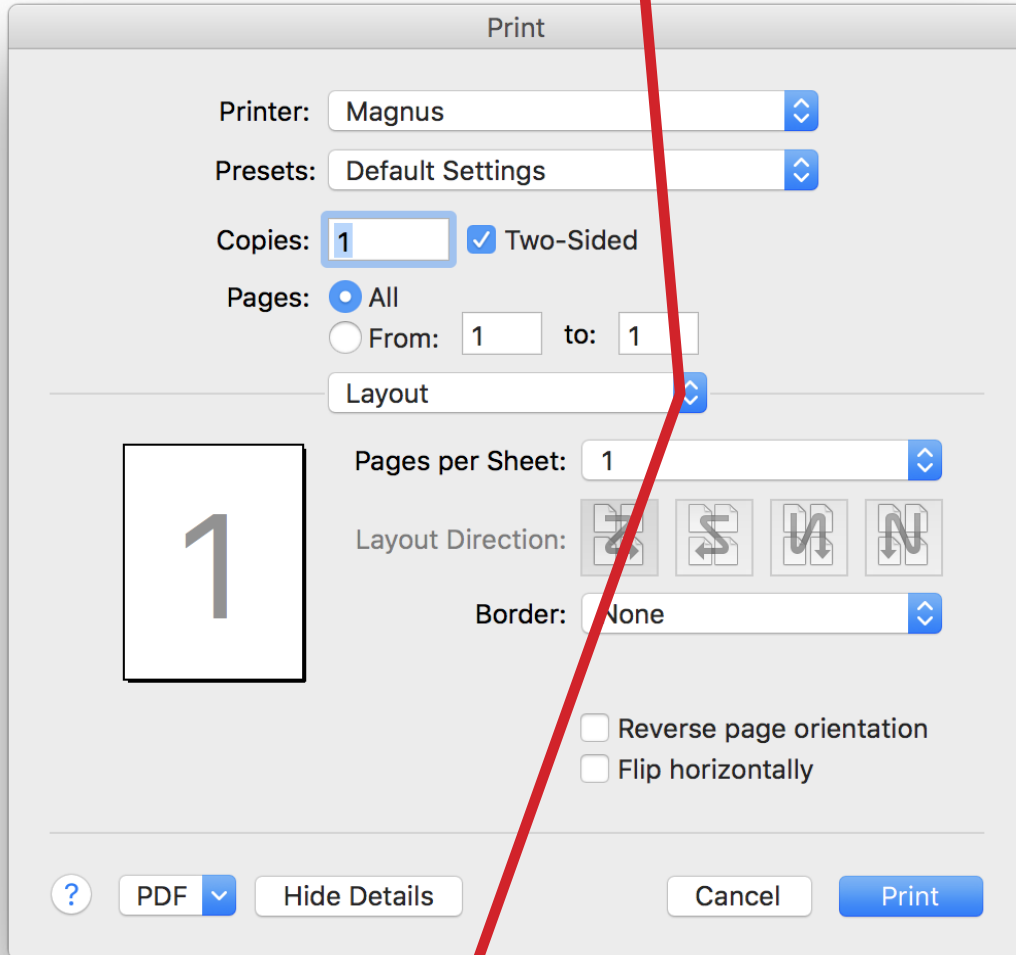 Print
Printer: Magnus
Presets: Default Settings
Copies: 1 Two-Sided
Pages: All
From: 1 to: 1
Layout
1
Pages per Sheet: 1
Layout Direction:
Border: None
Reverse page orientation
Flip horizontally
? PDF Hide Details Cancel Print